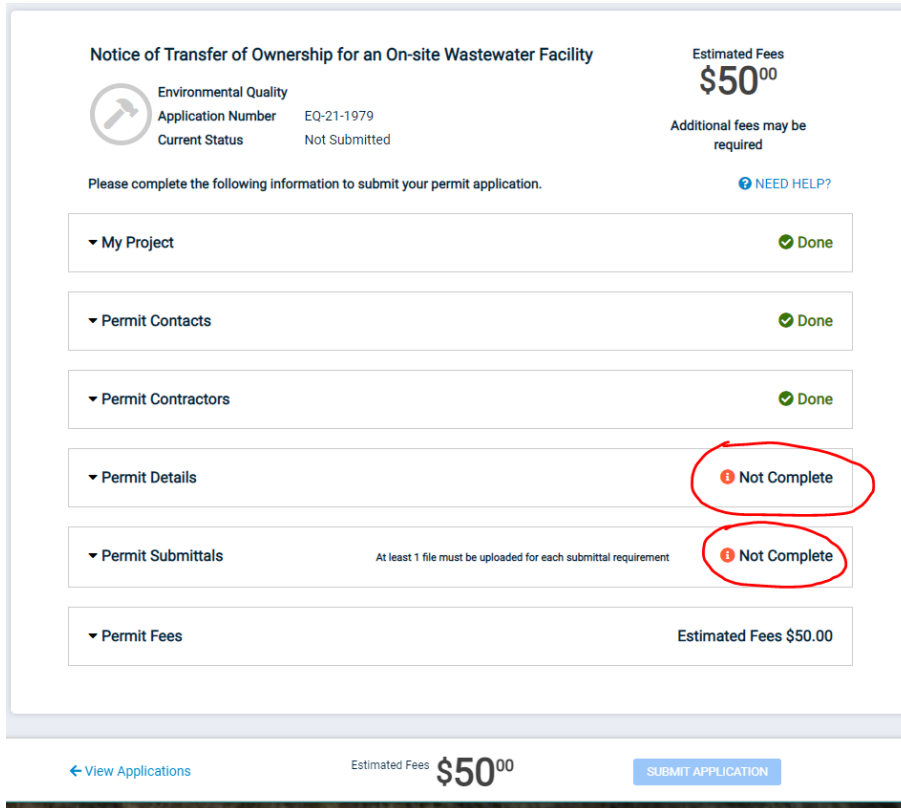 Notice of Transfer of Ownership for an On-site Wastewater Facility
Environmental Quality
Application Number EQ-21-1979
Current Status Not Submitted
Estimated Fees
$50⁰⁰
Additional fees may be
required
Please complete the following information to submit your permit application.
NEED HELP?
My Project Done
Permit Contacts Done
Permit Contractors Done
Permit Details Not Complete
Permit Submittals At least 1 file must be uploaded for each submittal requirement Not Complete
Permit Fees Estimated Fees $50.00
View Applications Estimated Fees $50⁰⁰ SUBMIT APPLICATION